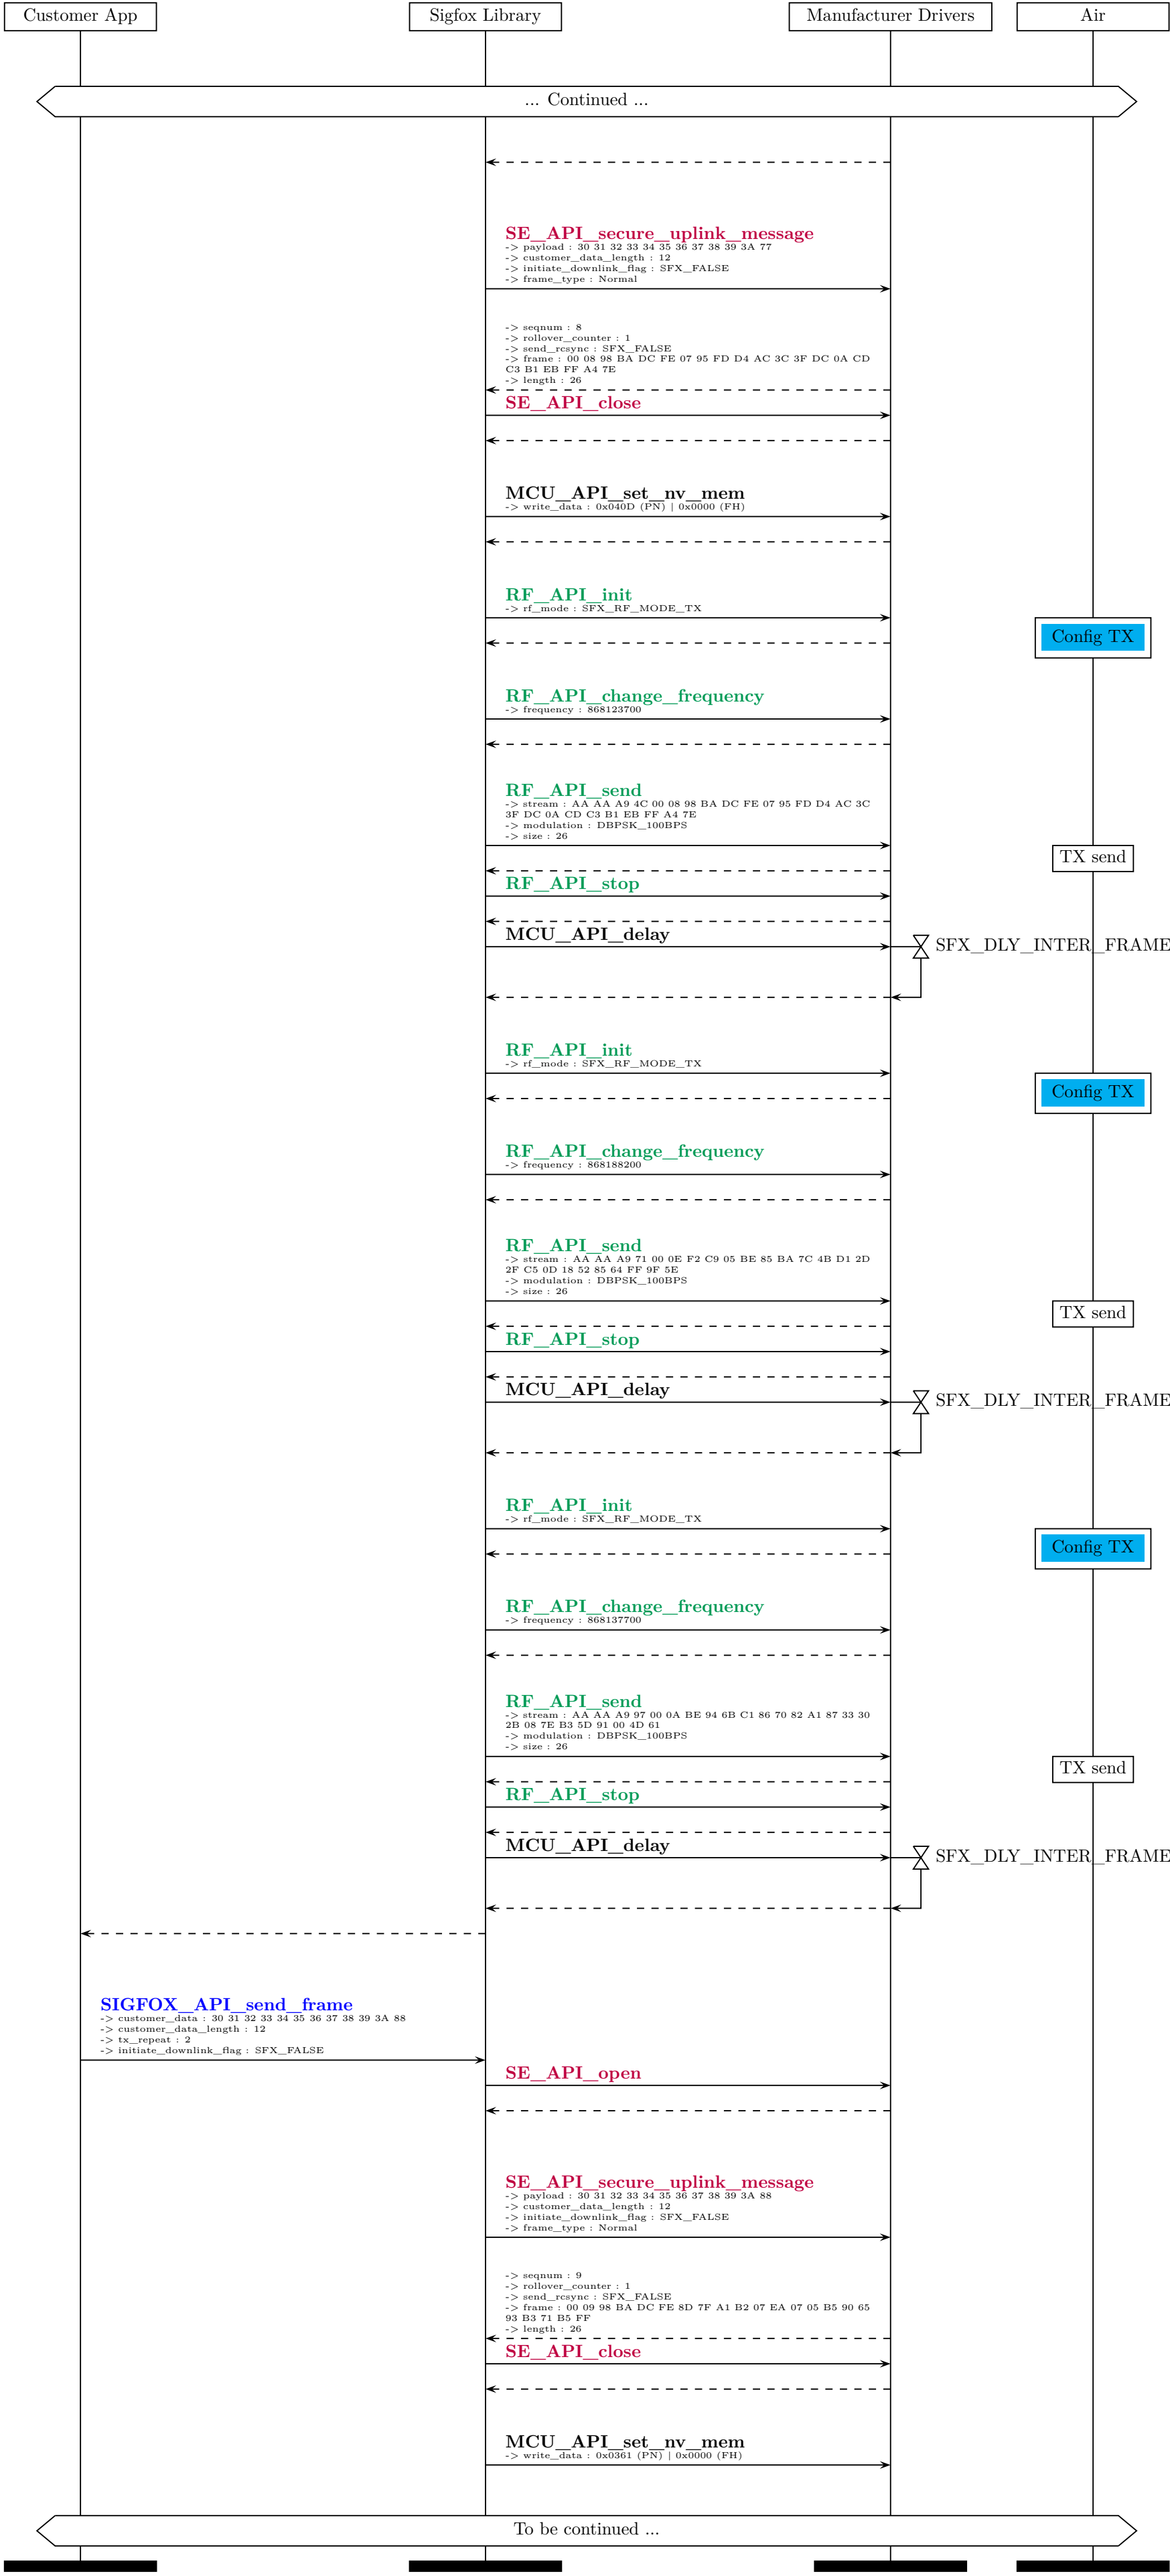 Customer App
Sigfox Library
Manufacturer Drivers
Air
... Continued ...
SE_API_secure_uplink_message
-> payload : 30 31 32 33 34 35 36 37 38 39 3A 77
-> customer_data_length : 12
-> initiate_downlink_flag : SFX_FALSE
-> frame_type : Normal
-> seqnum : 8
-> rollover_counter : 1
-> send_rcsync : SFX_FALSE
-> frame : 00 08 98 BA DC FE 07 95 FD D4 AC 3C 3F DC 0A CD
C3 B1 EB FF A4 7E
-> length : 26
SE_API_close
MCU_API_set_nv_mem
-> write_data : 0x040D (PN) | 0x0000 (FH)
RF_API_init
-> rf_mode : SFX_RF_MODE_TX
Config TX
RF_API_change_frequency
-> frequency : 868123700
RF_API_send
-> stream : AA AA A9 4C 00 08 98 BA DC FE 07 95 FD D4 AC 3C
3F DC 0A CD C3 B1 EB FF A4 7E
-> modulation : DBPSK_100BPS
-> size : 26
TX send
RF_API_stop
MCU_API_delay
SFX_DLY_INTER_FRAME
RF_API_init
-> rf_mode : SFX_RF_MODE_TX
Config TX
RF_API_change_frequency
-> frequency : 868188200
RF_API_send
-> stream : AA AA A9 71 00 0E F2 C9 05 BE 85 BA 7C 4B D1 2D
2F C5 0D 18 52 85 64 FF 9F 5E
-> modulation : DBPSK_100BPS
-> size : 26
TX send
RF_API_stop
MCU_API_delay
SFX_DLY_INTER_FRAME
RF_API_init
-> rf_mode : SFX_RF_MODE_TX
Config TX
RF_API_change_frequency
-> frequency : 868137700
RF_API_send
-> stream : AA AA A9 97 00 0A BE 94 6B C1 86 70 82 A1 87 33 30
2B 08 7E B3 5D 91 00 4D 61
-> modulation : DBPSK_100BPS
-> size : 26
TX send
RF_API_stop
MCU_API_delay
SFX_DLY_INTER_FRAME
SIGFOX_API_send_frame
-> customer_data : 30 31 32 33 34 35 36 37 38 39 3A 88
-> customer_data_length : 12
-> tx_repeat : 2
-> initiate_downlink_flag : SFX_FALSE
SE_API_open
SE_API_secure_uplink_message
-> payload : 30 31 32 33 34 35 36 37 38 39 3A 88
-> customer_data_length : 12
-> initiate_downlink_flag : SFX_FALSE
-> frame_type : Normal
-> seqnum : 9
-> rollover_counter : 1
-> send_rcsync : SFX_FALSE
-> frame : 00 09 98 BA DC FE 8D 7F A1 B2 07 EA 07 05 B5 90 65
93 B3 71 B5 FF
-> length : 26
SE_API_close
MCU_API_set_nv_mem
-> write_data : 0x0361 (PN) | 0x0000 (FH)
To be continued ...